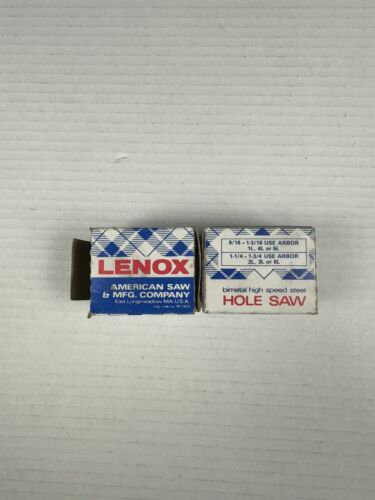 LENOX®
AMERICAN SAW
& MFG. COMPANY
East Longmeadow MA U.S.A.
9/16 - 1-3/16 USE ARBOR
1L, 4L or 5L
1-1/4 - 1-3/4 USE ARBOR
2L, 3L or 6L
bimetal high speed steel
HOLE SAW